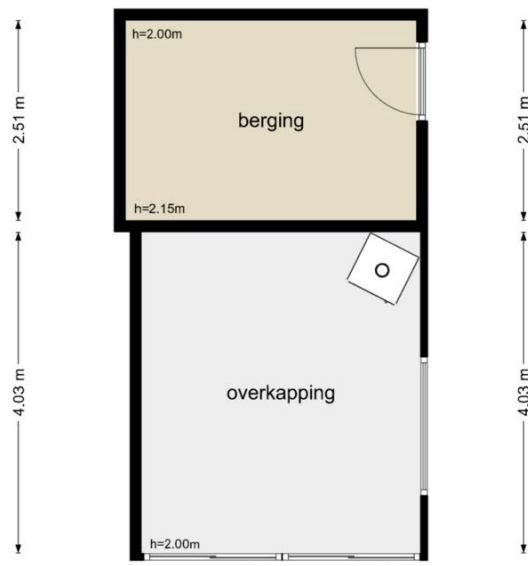 h=2.00m
2.51 m
berging
2.51 m
h=2.15m
4.03 m
overkapping
4.03 m
h=2.00m